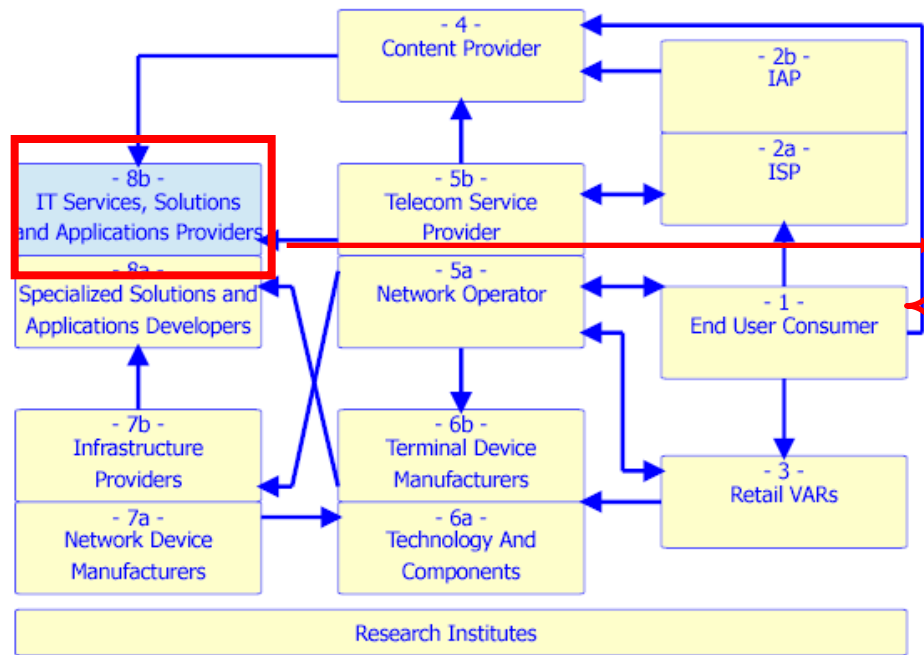 - 4 -
Content Provider
- 2b -
IAP
- 2a -
ISP
- 8b -
IT Services, Solutions
and Applications Providers
- 5b -
Telecom Service
Provider
- 8a -
Specialized Solutions and
Applications Developers
- 5a -
Network Operator
- 1 -
End User Consumer
- 7b -
Infrastructure
Providers
- 6b -
Terminal Device
Manufacturers
- 3 -
Retail VARs
- 7a -
Network Device
Manufacturers
- 6a -
Technology And
Components
Research Institutes